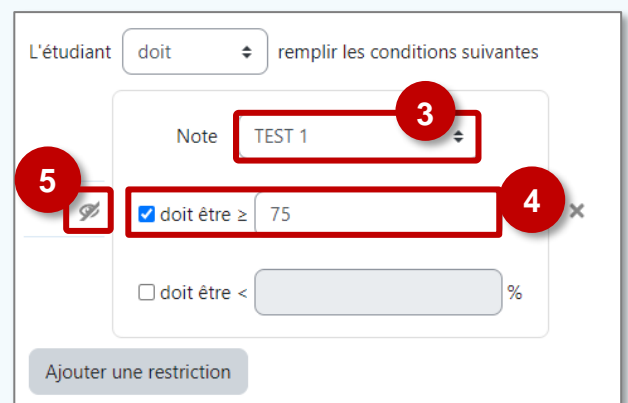 L'étudiant doit remplir les conditions suivantes
3
Note TEST 1
5
doit être ≥ 75
4
doit être < %
Ajouter une restriction